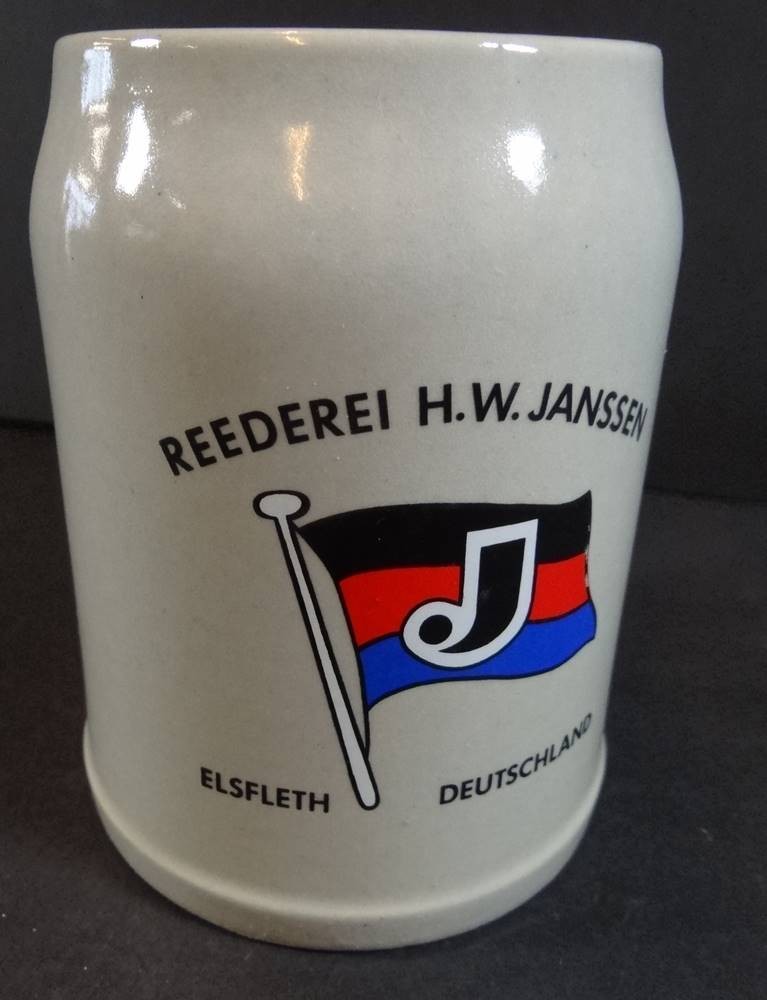 REEDEREI H.W. JANSSEN
J
ELSFLETH DEUTSCHLAND